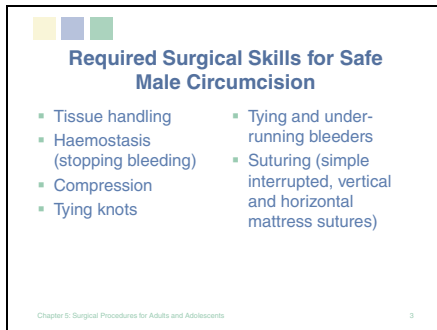 Required Surgical Skills for Safe
Male Circumcision
Tissue handling
Haemostasis
(stopping bleeding)
Compression
Tying knots
Tying and under-
running bleeders
Suturing (simple
interrupted, vertical
and horizontal
mattress sutures)
Chapter 5: Surgical Procedures for Adults and Adolescents
3